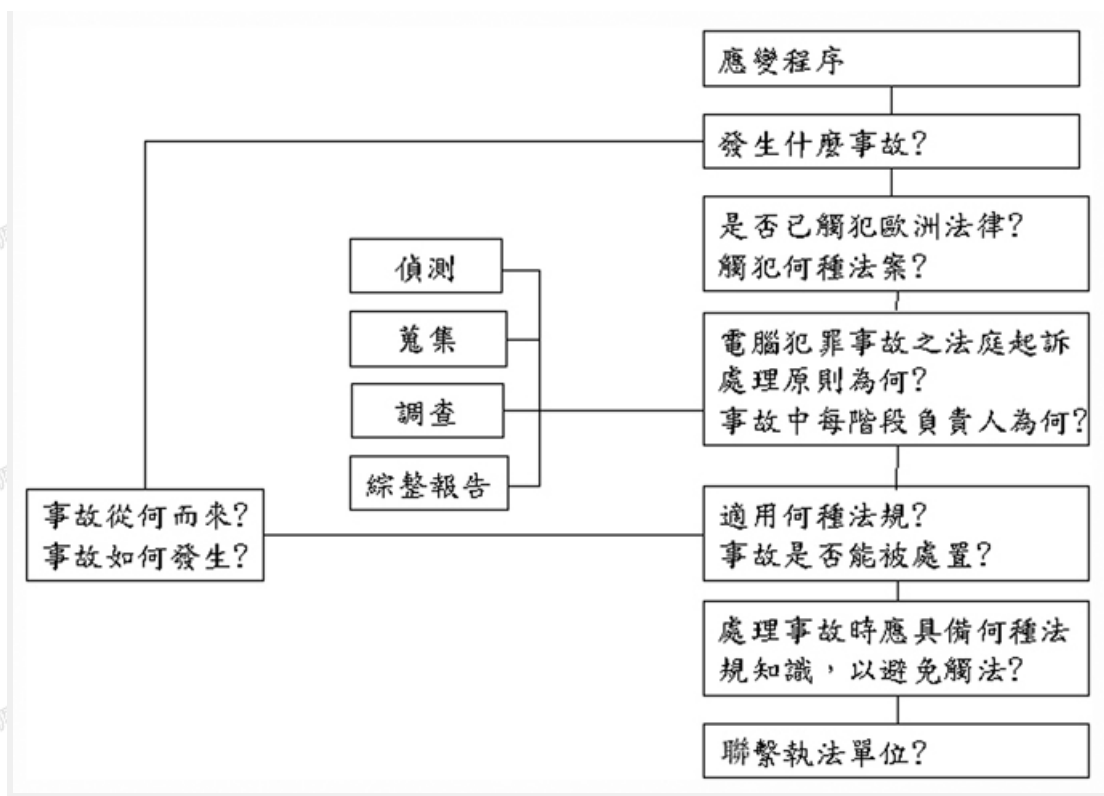 應變程序
發生什麼事故?
是否已觸犯歐洲法律?
觸犯何種法案?
偵測
蒐集
調查
綜整報告
電腦犯罪事故之法庭起訴
處理原則為何?
事故中每階段負責人為何?
事故從何而來?
事故如何發生?
適用何種法規?
事故是否能被處置?
處理事故時應具備何種法
規知識，以避免觸法?
聯繫執法單位?